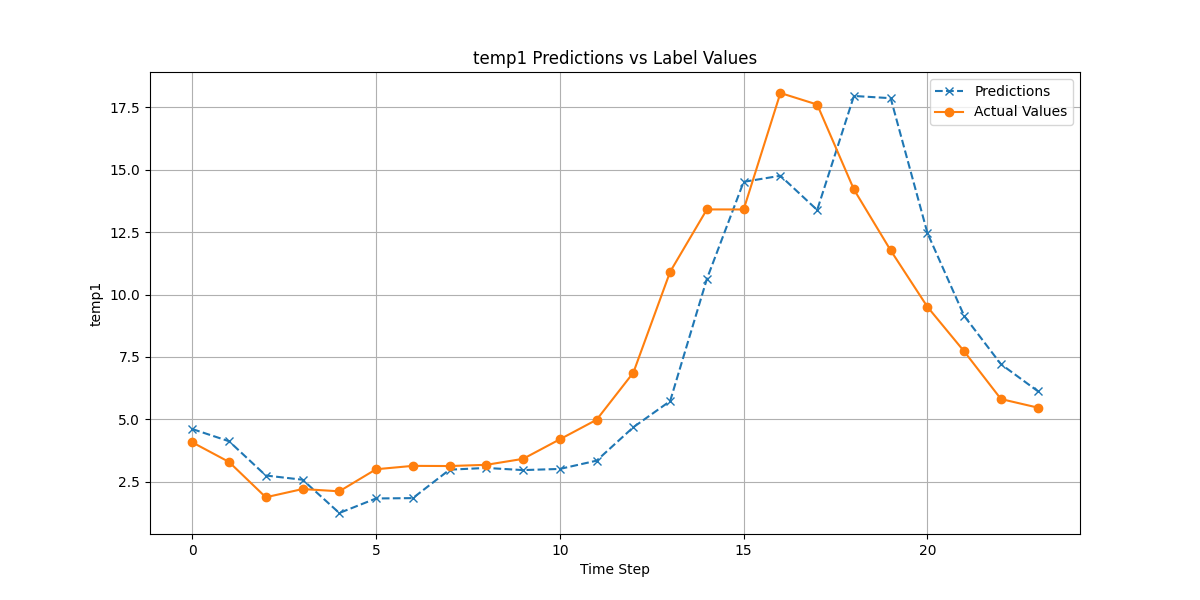 temp1 Predictions vs Label Values
Predictions
Actual Values
17.5
15.0
12.5
10.0
7.5
5.0
2.5
temp1
0 5 10 15 20
Time Step